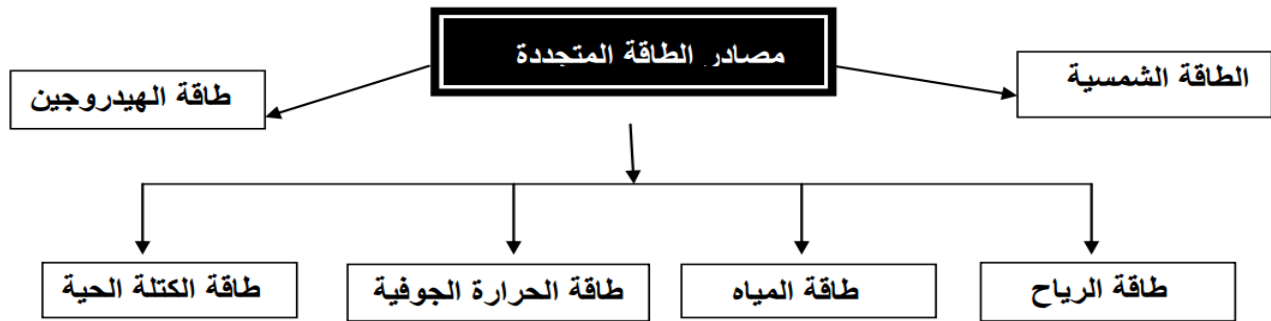 مصادر الطاقة المتجددة
الطاقة الشمسية
طاقة الهيدروجين
طاقة الرياح
طاقة المياه
طاقة الحرارة الجوفية
طاقة الكتلة الحية